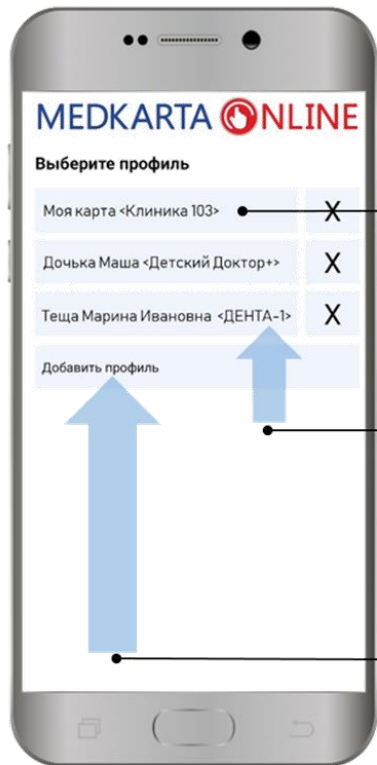 MEDKARTA ONLINE
Выберите профиль
Моя карта <Клиника 103> X
Дочька Маша <Детский Доктор+> X
Теща Марина Ивановна <ДЕНТА-1> X
Добавить профиль